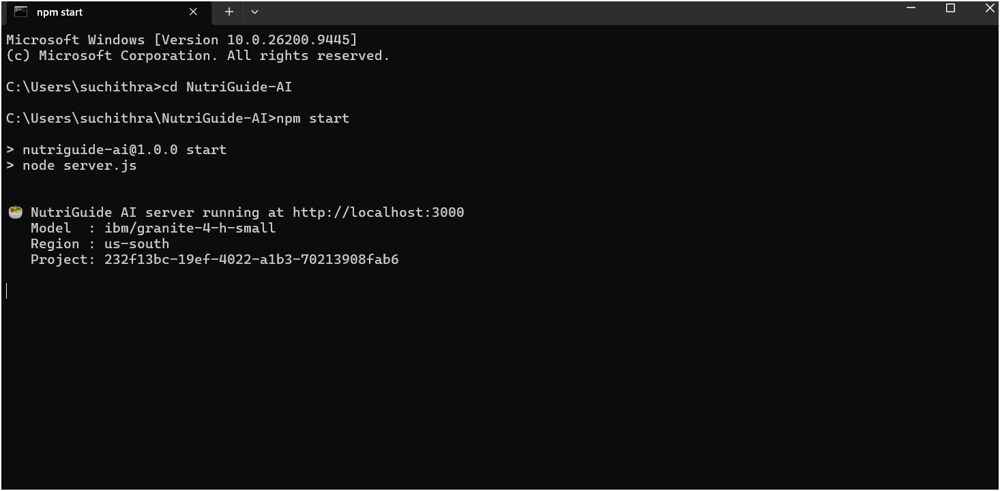 npm start
Microsoft Windows [Version 10.0.26200.9445]
(c) Microsoft Corporation. All rights reserved.
C:\Users\suchithra>cd NutriGuide-AI
C:\Users\suchithra\NutriGuide-AI>npm start
> nutriguide-ai@1.0.0 start
> node server.js
🥗 NutriGuide AI server running at http://localhost:3000
Model  : ibm/granite-4-h-small
Region : us-south
Project: 232f13bc-19ef-4022-a1b3-70213908fab6